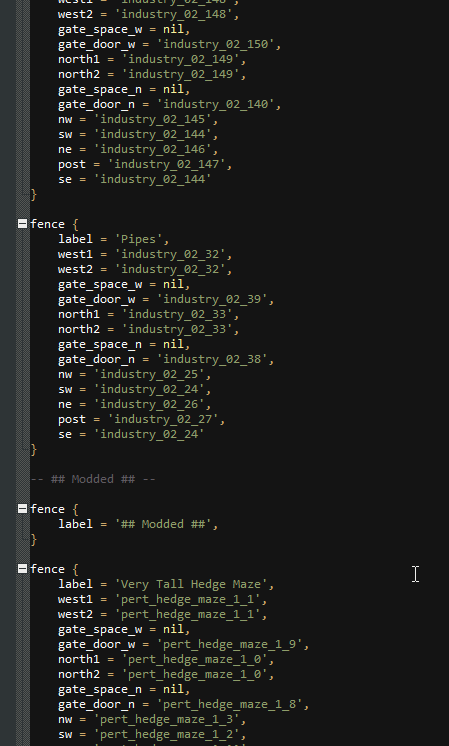 west1 = 'industry_02_148',
west2 = 'industry_02_148',
gate_space_w = nil,
gate_door_w = 'industry_02_150',
north1 = 'industry_02_149',
north2 = 'industry_02_149',
gate_space_n = nil,
gate_door_n = 'industry_02_140',
nw = 'industry_02_145',
sw = 'industry_02_144',
ne = 'industry_02_146',
post = 'industry_02_147',
se = 'industry_02_144'
}
fence {
label = 'Pipes',
west1 = 'industry_02_32',
west2 = 'industry_02_32',
gate_space_w = nil,
gate_door_w = 'industry_02_39',
north1 = 'industry_02_33',
north2 = 'industry_02_33',
gate_space_n = nil,
gate_door_n = 'industry_02_38',
nw = 'industry_02_25',
sw = 'industry_02_24',
ne = 'industry_02_26',
post = 'industry_02_27',
se = 'industry_02_24'
}
-- ## Modded ## --
fence {
label = '## Modded ##',
}
fence {
label = 'Very Tall Hedge Maze',
west1 = 'pert_hedge_maze_1_1',
west2 = 'pert_hedge_maze_1_1',
gate_space_w = nil,
gate_door_w = 'pert_hedge_maze_1_9',
north1 = 'pert_hedge_maze_1_0',
north2 = 'pert_hedge_maze_1_0',
gate_space_n = nil,
gate_door_n = 'pert_hedge_maze_1_8',
nw = 'pert_hedge_maze_1_3',
sw = 'pert_hedge_maze_1_2',